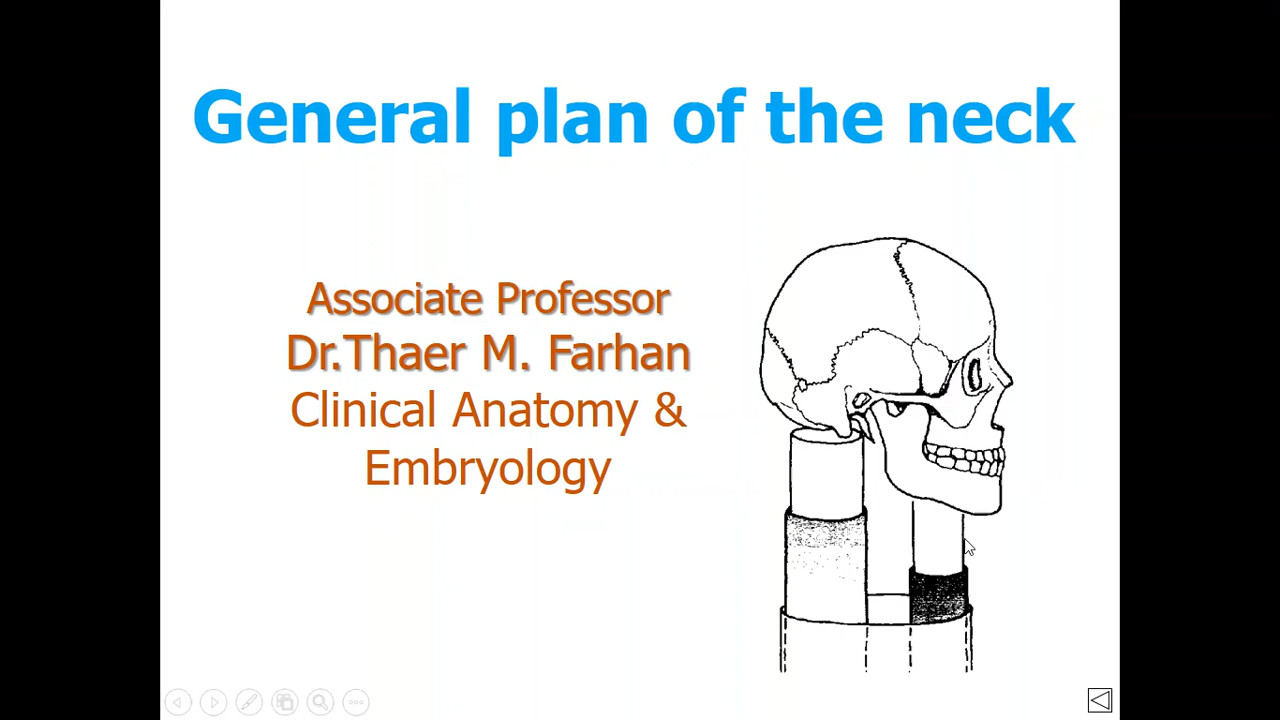 General plan of the neck
Associate Professor
Dr.Thaer M. Farhan
Clinical Anatomy &
Embryology